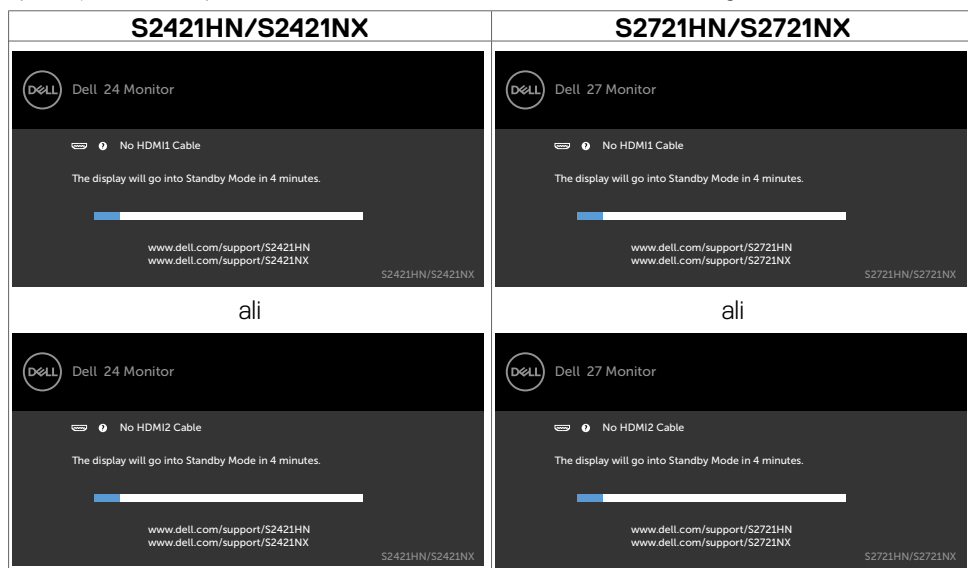 S2421HN/S2421NX
S2721HN/S2721NX
DELL
Dell 24 Monitor
No HDMI1 Cable
The display will go into Standby Mode in 4 minutes.
www.dell.com/support/S2421HN
www.dell.com/support/S2421NX
S2421HN/S2421NX
DELL
Dell 27 Monitor
No HDMI1 Cable
The display will go into Standby Mode in 4 minutes.
www.dell.com/support/S2721HN
www.dell.com/support/S2721NX
S2721HN/S2721NX
ali
ali
DELL
Dell 24 Monitor
No HDMI2 Cable
The display will go into Standby Mode in 4 minutes.
www.dell.com/support/S2421HN
www.dell.com/support/S2421NX
S2421HN/S2421NX
DELL
Dell 27 Monitor
No HDMI2 Cable
The display will go into Standby Mode in 4 minutes.
www.dell.com/support/S2721HN
www.dell.com/support/S2721NX
S2721HN/S2721NX